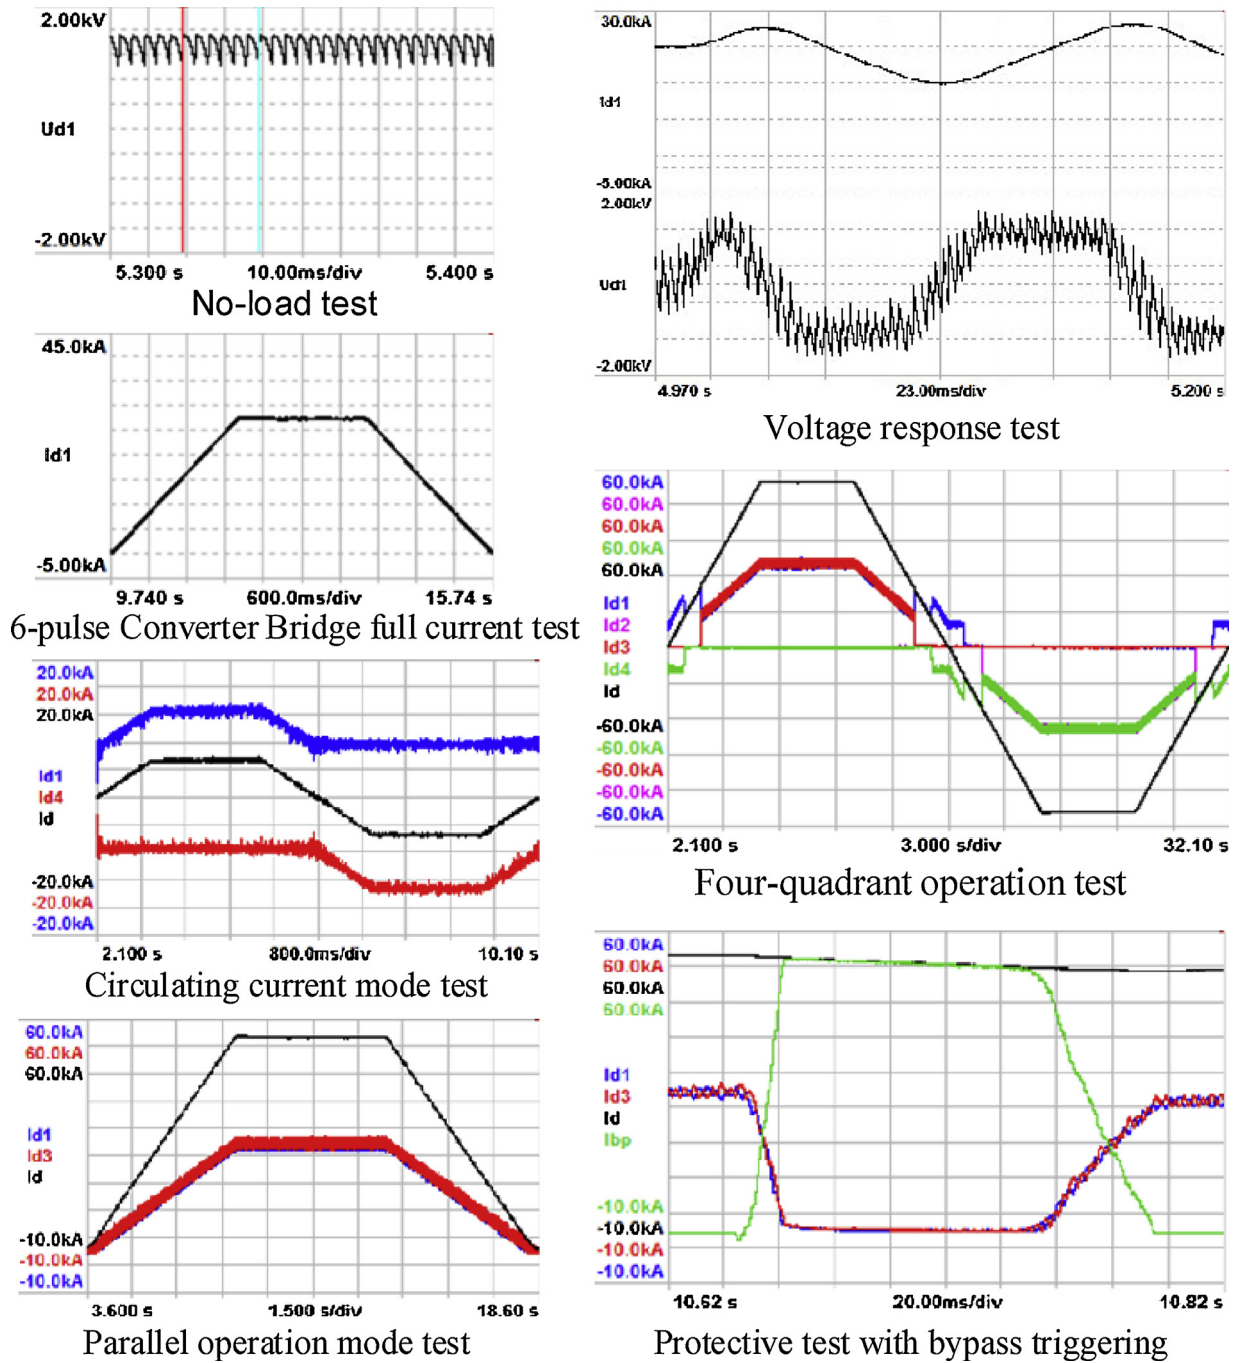 2.00kV
Ud1
-2.00kV
5.300 s 10.00ms/div 5.400 s
No-load test
45.0kA
Id1
-5.00kA
9.740 s 600.0ms/div 15.74 s
6-pulse Converter Bridge full current test
20.0kA
20.0kA
20.0kA
Id1
Id4
Id
-20.0kA
-20.0kA
-20.0kA
2.100 s 800.0ms/div 10.10 s
Circulating current mode test
60.0kA
60.0kA
60.0kA
Id1
Id3
Id
-10.0kA
-10.0kA
-10.0kA
3.600 s 1.500 s/div 18.60 s
Parallel operation mode test
30.0kA
Id1
-5.00kA
2.00kV
Ud1
-2.00kV
4.970 s 23.00ms/div 5.200 s
Voltage response test
60.0kA
60.0kA
60.0kA
60.0kA
60.0kA
Id1
Id2
Id3
Id4
Id
-60.0kA
-60.0kA
-60.0kA
-60.0kA
-60.0kA
2.100 s 3.000 s/div 32.10 s
Four-quadrant operation test
60.0kA
60.0kA
60.0kA
60.0kA
Id1
Id3
Id
Ibp
-10.0kA
-10.0kA
-10.0kA
-10.0kA
10.62 s 20.00ms/div 10.82 s
Protective test with bypass triggering